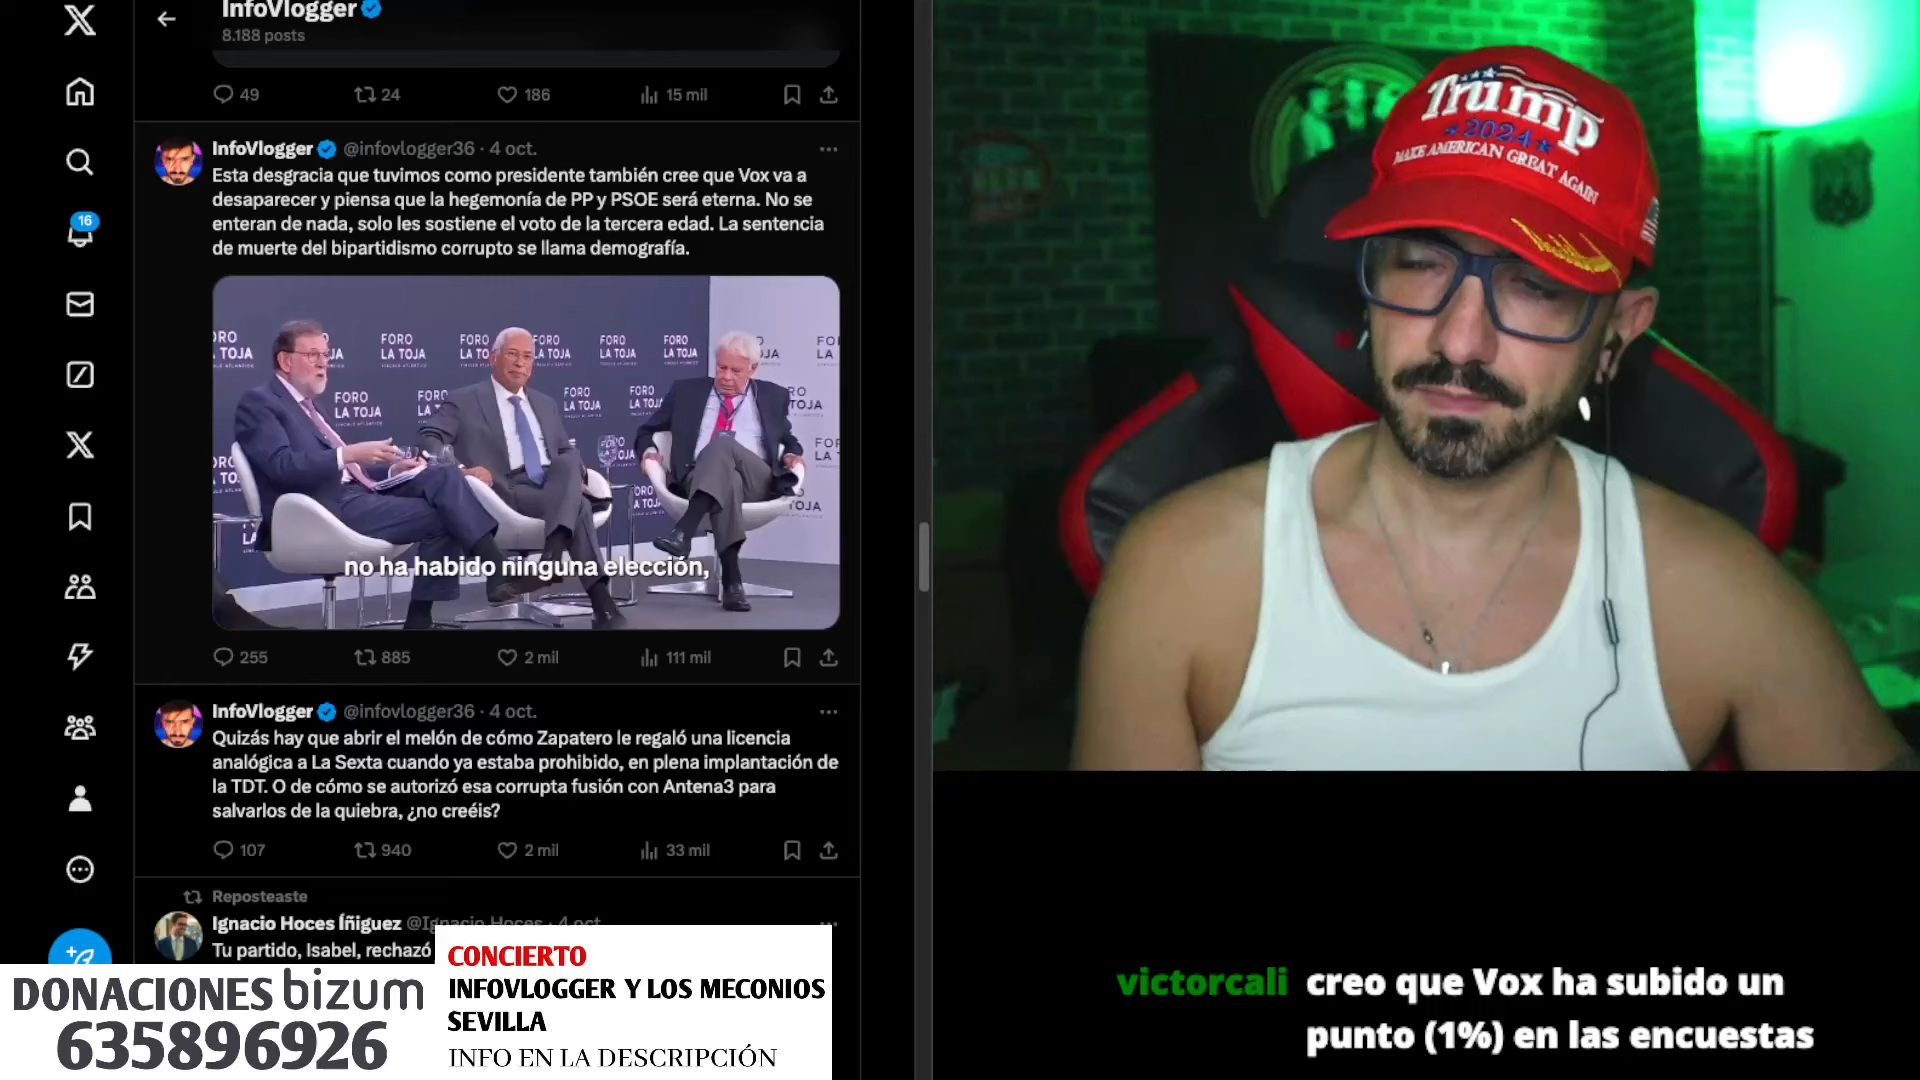 InfoVlogger
8.188 posts
49 24 186 15 mil
16
InfoVlogger @infovlogger36 · 4 oct.
Esta desgracia que tuvimos como presidente también cree que Vox va a
desaparecer y piensa que la hegemonía de PP y PSOE será eterna. No se
enteran de nada, solo les sostiene el voto de la tercera edad. La sentencia
de muerte del bipartidismo corrupto se llama demografía.
FORO
LA TOJA
no ha habido ninguna elección,
255 885 2 mil 111 mil
InfoVlogger @infovlogger36 · 4 oct.
Quizás hay que abrir el melón de cómo Zapatero le regaló una licencia
analógica a La Sexta cuando ya estaba prohibido, en plena implantación de
la TDT. O de cómo se autorizó esa corrupta fusión con Antena3 para
salvarlos de la quiebra, ¿no creéis?
107 940 2 mil 33 mil
Reposteaste
Ignacio Hoces Íñiguez @Ignacio_Hoces · 4 oct.
Tu partido, Isabel, rechazó
DONACIONES bizum
635896926
CONCIERTO
INFOVLOGGER Y LOS MECONIOS
SEVILLA
INFO EN LA DESCRIPCIÓN
Trump
2024
MAKE AMERICAN GREAT AGAIN
victorcali creo que Vox ha subido un
punto (1%) en las encuestas